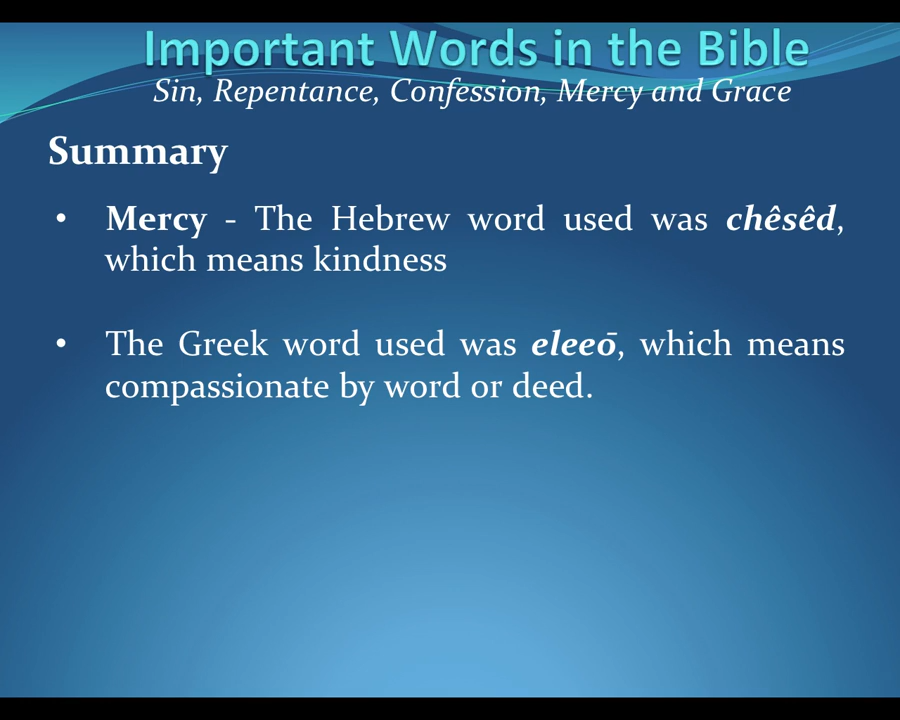 Important Words in the Bible
Sin, Repentance, Confession, Mercy and Grace
Summary
• Mercy - The Hebrew word used was chêsêd,
which means kindness
• The Greek word used was eleeō, which means
compassionate by word or deed.